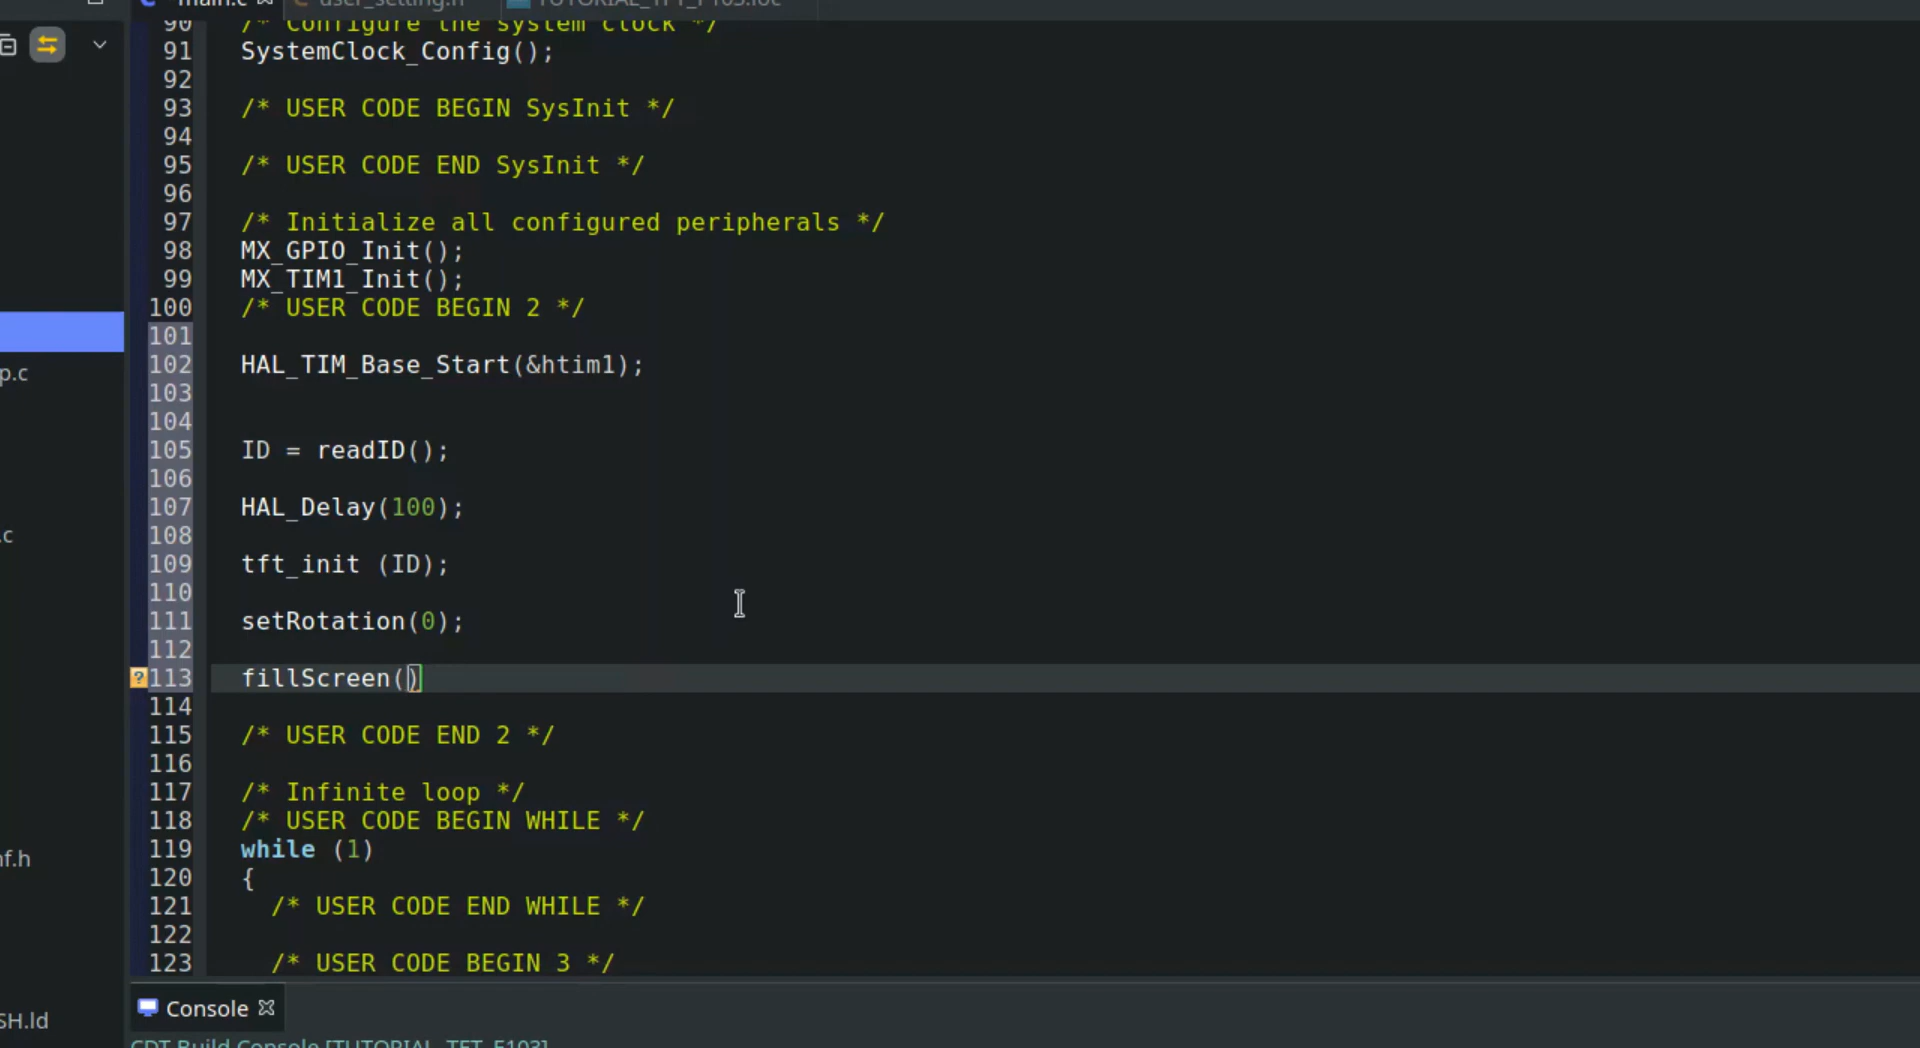 main.c
user_setting.h
TUTORIAL_TFT_F103.ioc
90 /* Configure the system clock */
91 SystemClock_Config();
92
93 /* USER CODE BEGIN SysInit */
94
95 /* USER CODE END SysInit */
96
97 /* Initialize all configured peripherals */
98 MX_GPIO_Init();
99 MX_TIM1_Init();
100 /* USER CODE BEGIN 2 */
101
102 HAL_TIM_Base_Start(&htim1);
103
104
105 ID = readID();
106
107 HAL_Delay(100);
108
109 tft_init (ID);
110
111 setRotation(0);
112
113 fillScreen()
114
115 /* USER CODE END 2 */
116
117 /* Infinite loop */
118 /* USER CODE BEGIN WHILE */
119 while (1)
120 {
121 /* USER CODE END WHILE */
122
123 /* USER CODE BEGIN 3 */
p.c
.c
nf.h
SH.ld
Console
CDT Build Console [TUTORIAL_TFT_F103]